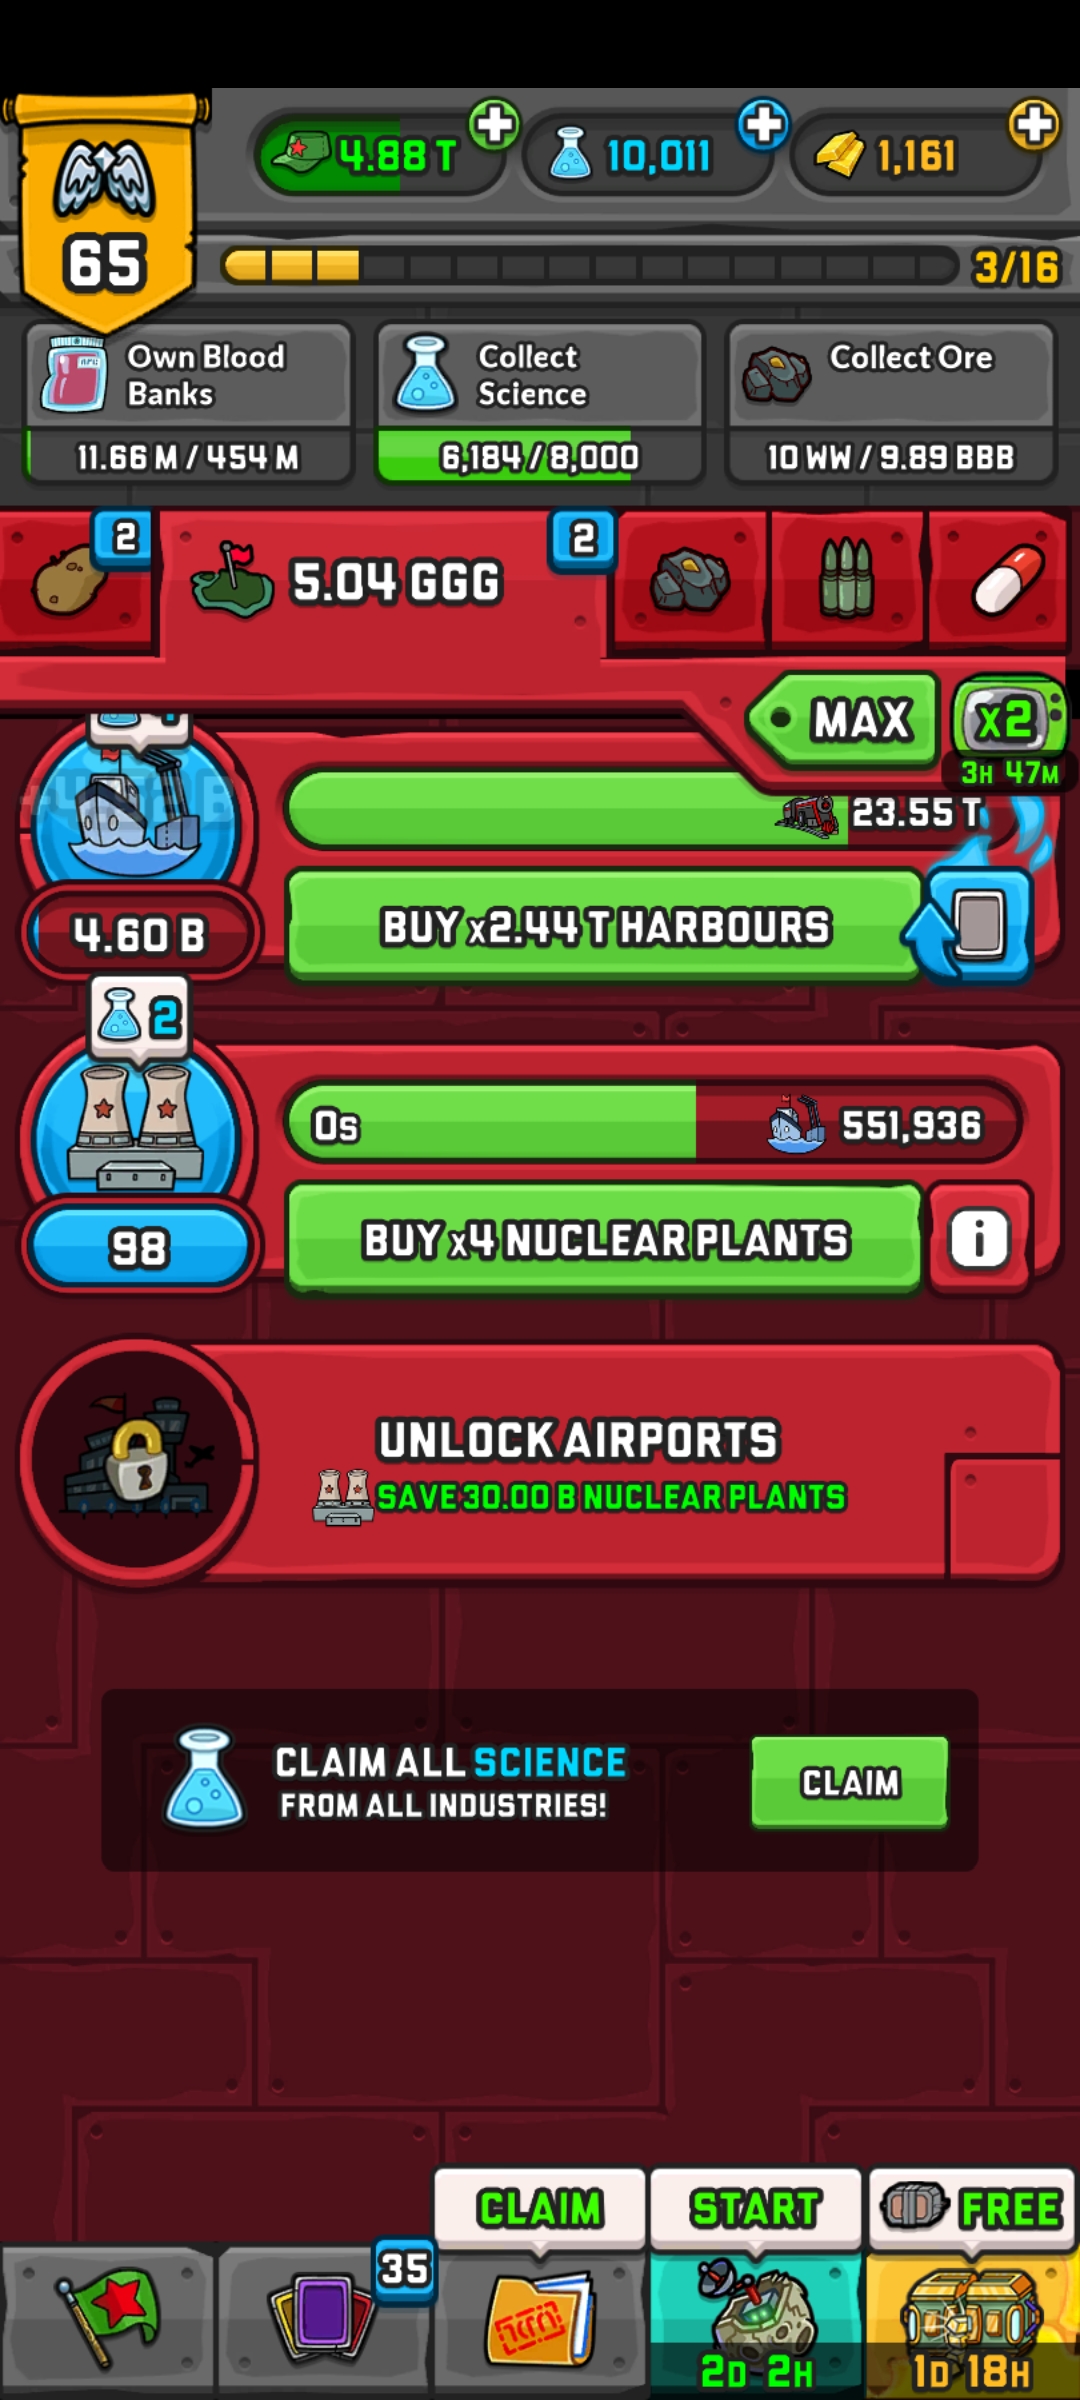 4.88 T
10,011
1,161
65
3/16
Own Blood
Banks
11.66 M / 454 M
Collect
Science
6,184 / 8,000
Collect Ore
10 WW / 9.89 BBB
2
5.04 GGG
2
MAX
x2
3H 47M
23.55 T
BUY x2.44 T HARBOURS
4.60 B
2
0s
551,936
BUY x4 NUCLEAR PLANTS
98
UNLOCK AIRPORTS
SAVE 30.00 B NUCLEAR PLANTS
CLAIM ALL SCIENCE
FROM ALL INDUSTRIES!
CLAIM
CLAIM
START
FREE
35
2D 2H
1D 18H